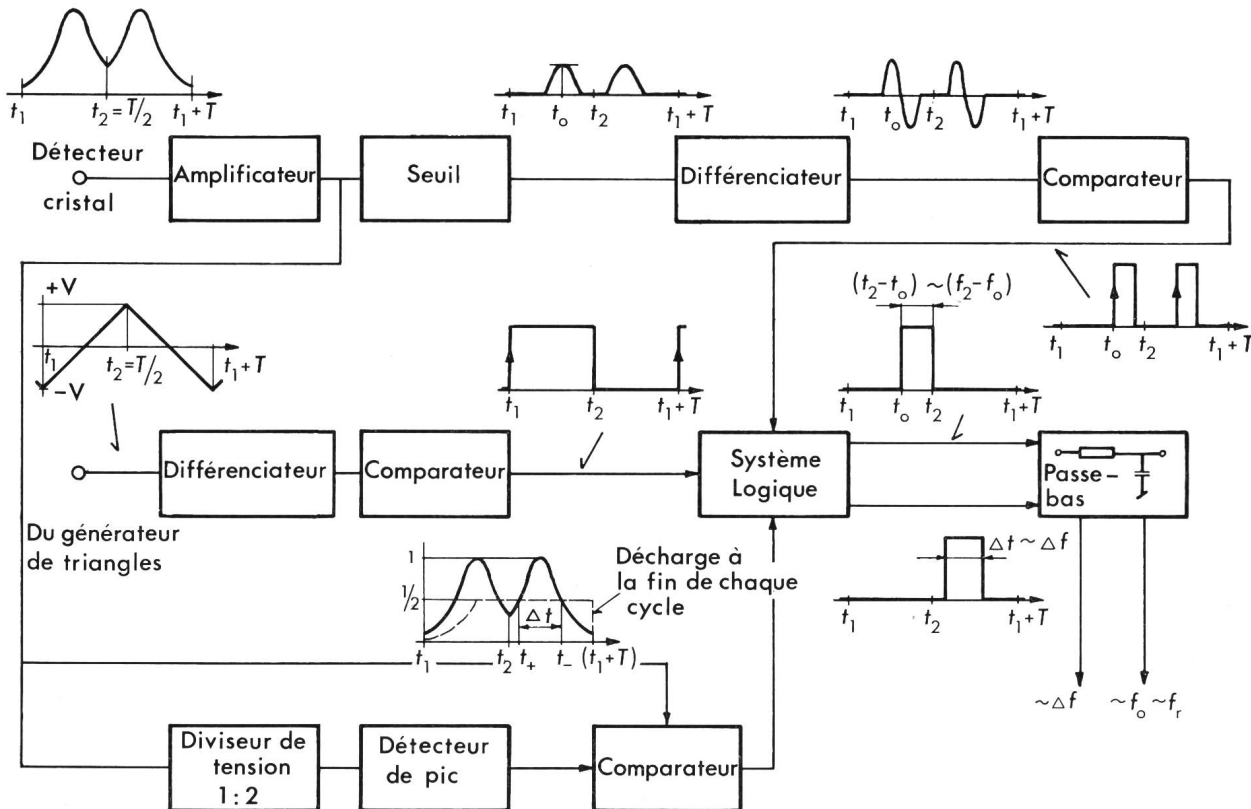 t₁
t₂=T/2
t₁+T
t₁
t₀
t₂
t₁+T
t₁
t₀
t₂
t₁+T
Détecteur
cristal
Amplificateur
Seuil
Différenciateur
Comparateur
+V
t₁
t₂=T/2
t₁+T
−V
t₁
t₂
t₁+T
(t₂−t₀) ~(f₂−f₀)
t₁
t₀
t₂
t₁+T
t₁
t₀
t₂
t₁+T
Du générateur
de triangles
Différenciateur
Comparateur
Système
Logique
Passe-
bas
1
1/2
Δt
t₁
t₂
t₊
t₋
(t₁+T)
Décharge à
la fin de chaque
cycle
Δt~Δf
t₁
t₂
t₁+T
~Δf
~f₀~fᵣ
Diviseur de
tension
1:2
Détecteur
de pic
Comparateur